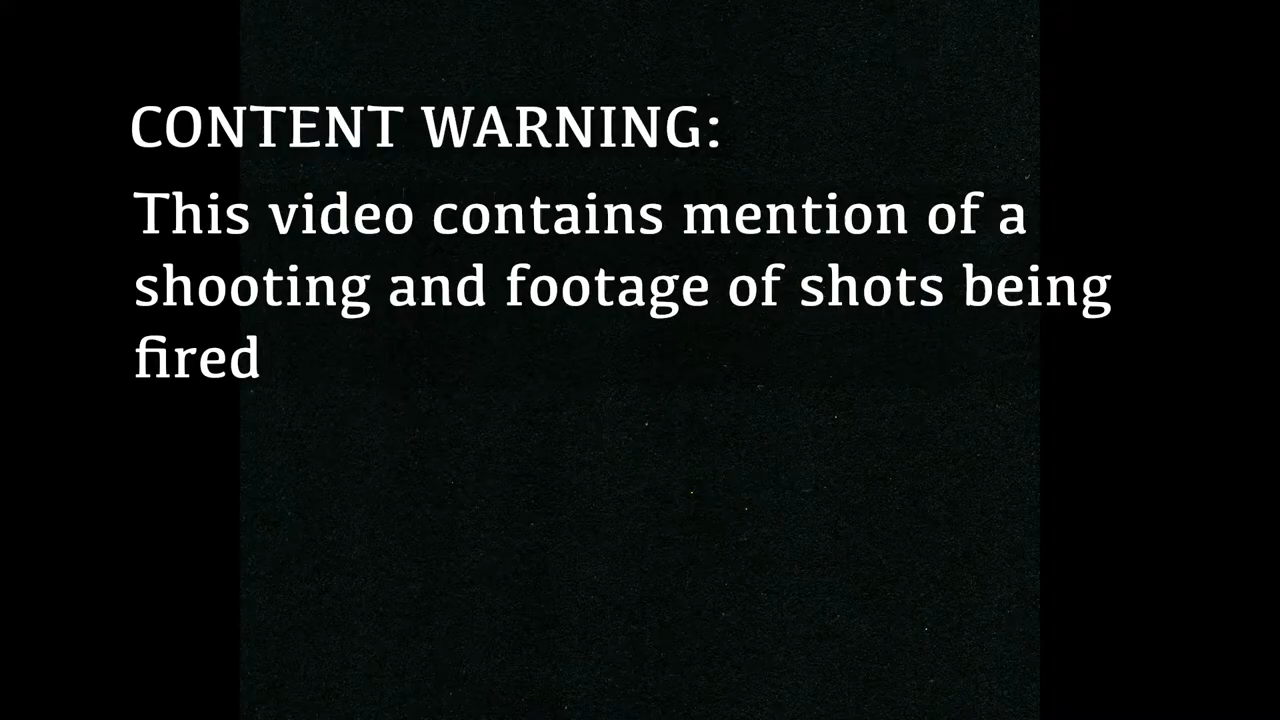 CONTENT WARNING:
This video contains mention of a
shooting and footage of shots being
fired